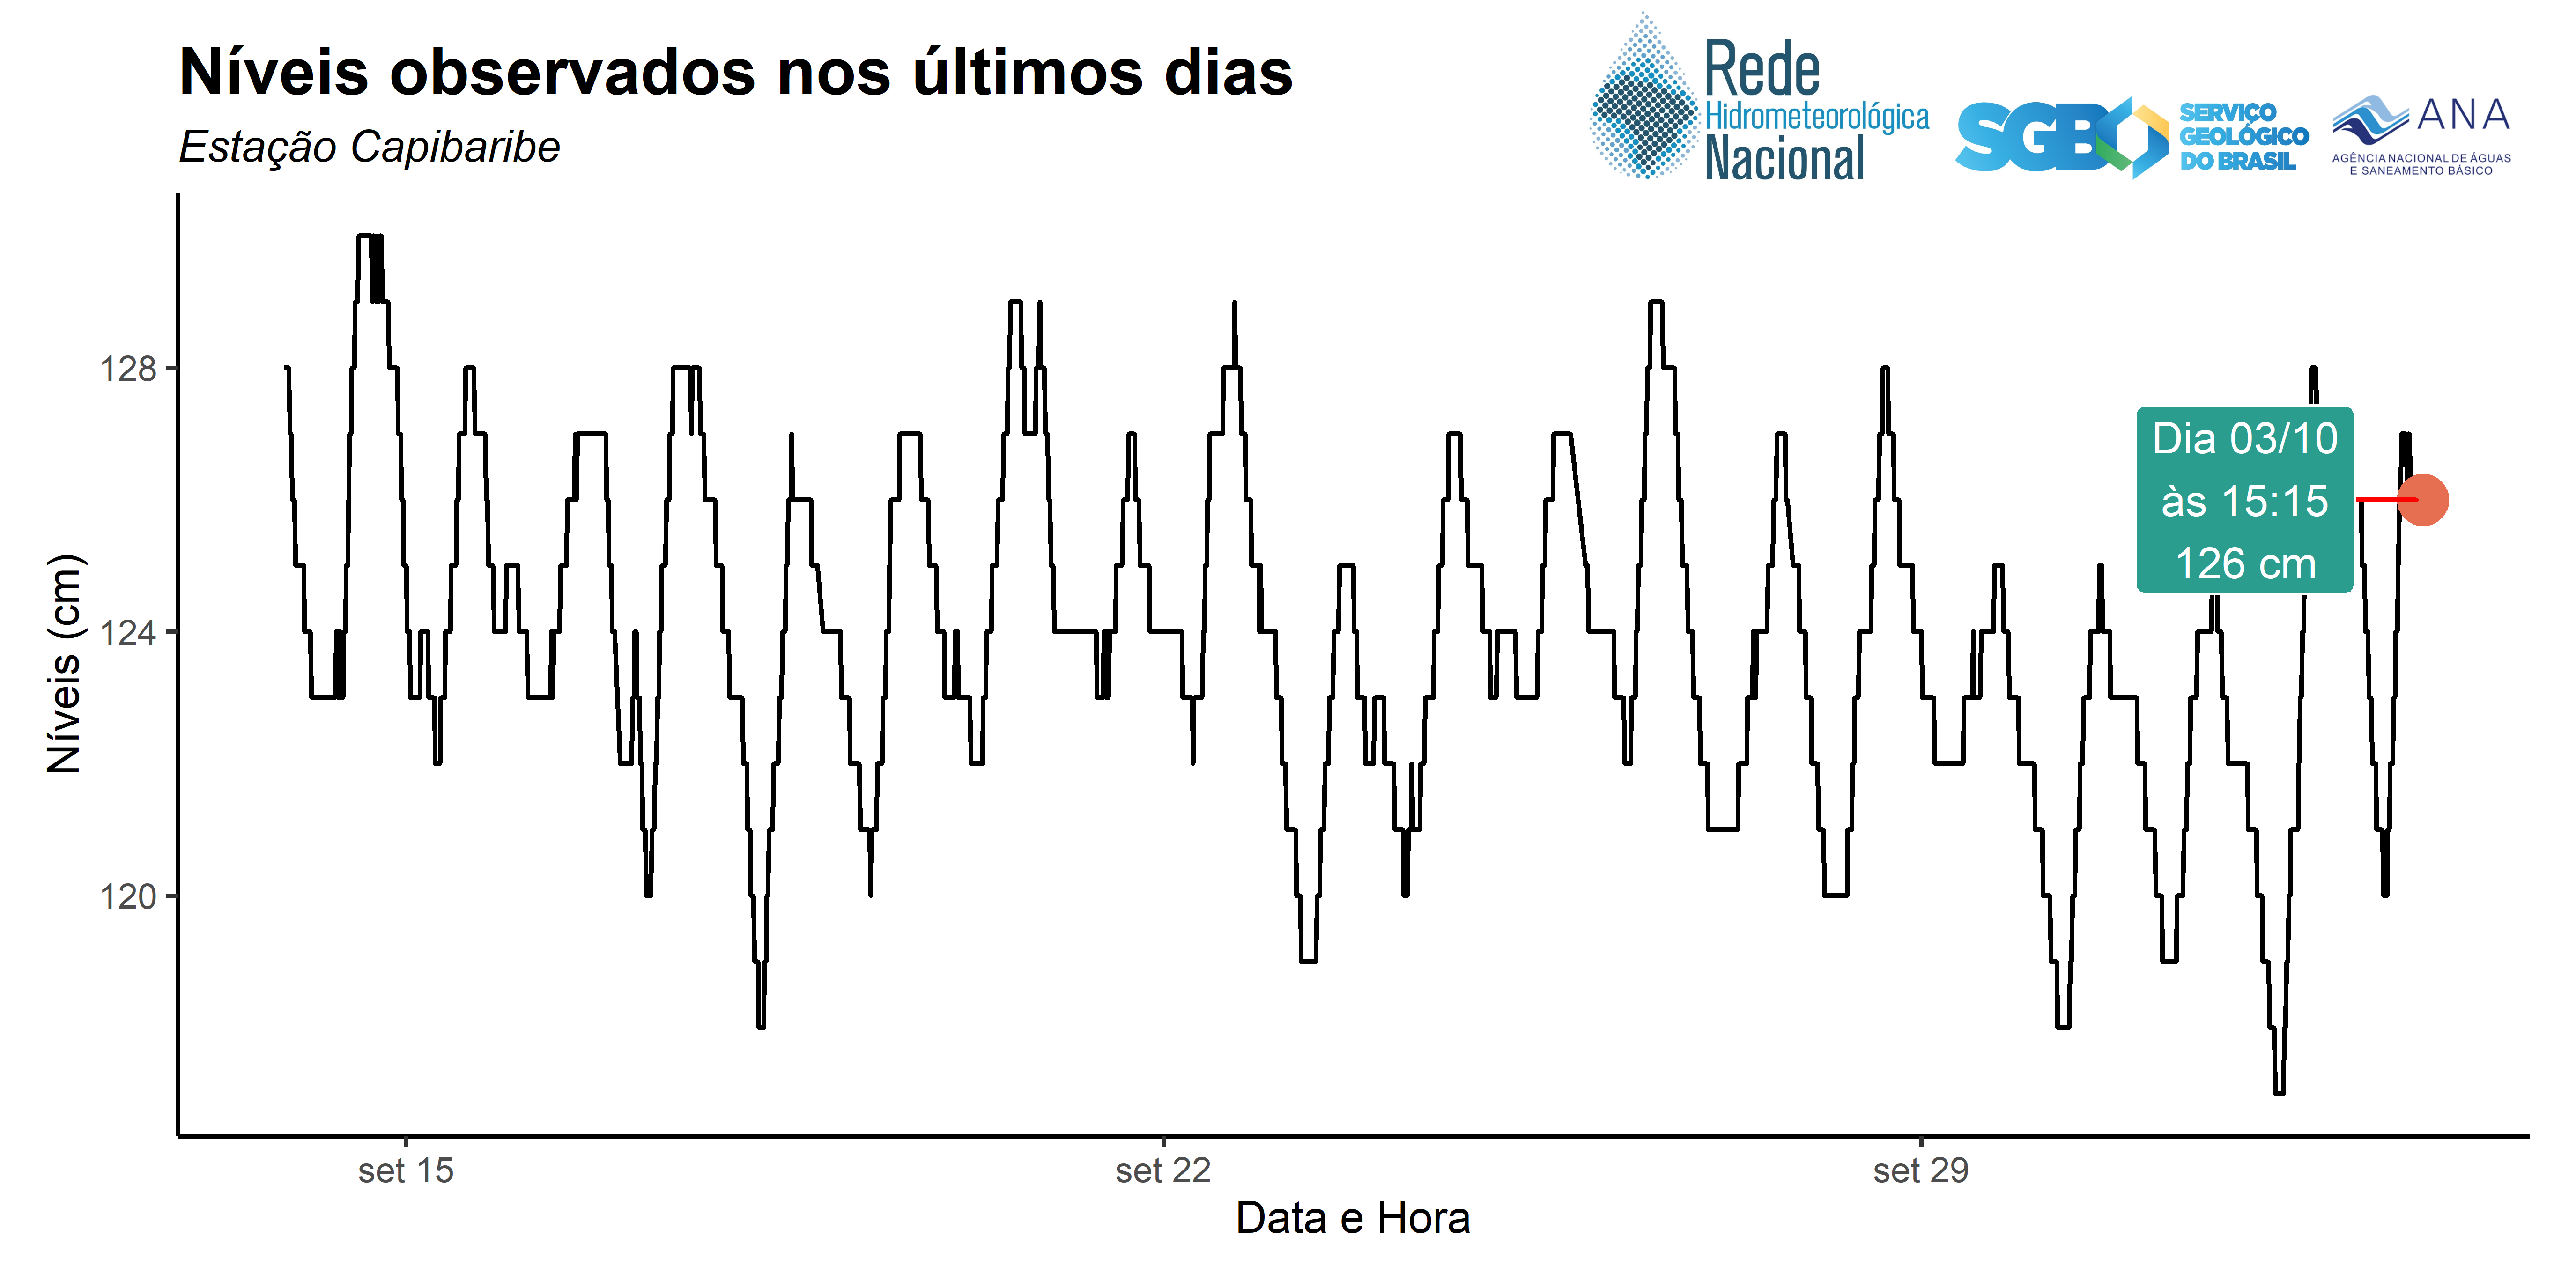 Níveis observados nos últimos dias
Estação Capibaribe
Rede
Hidrometeorológica
Nacional
SGB
SERVIÇO
GEOLÓGICO
DO BRASIL
ANA
AGÊNCIA NACIONAL DE ÁGUAS
E SANEAMENTO BÁSICO
Níveis (cm)
128
124
120
Dia 03/10
às 15:15
126 cm
set 15
set 22
set 29
Data e Hora